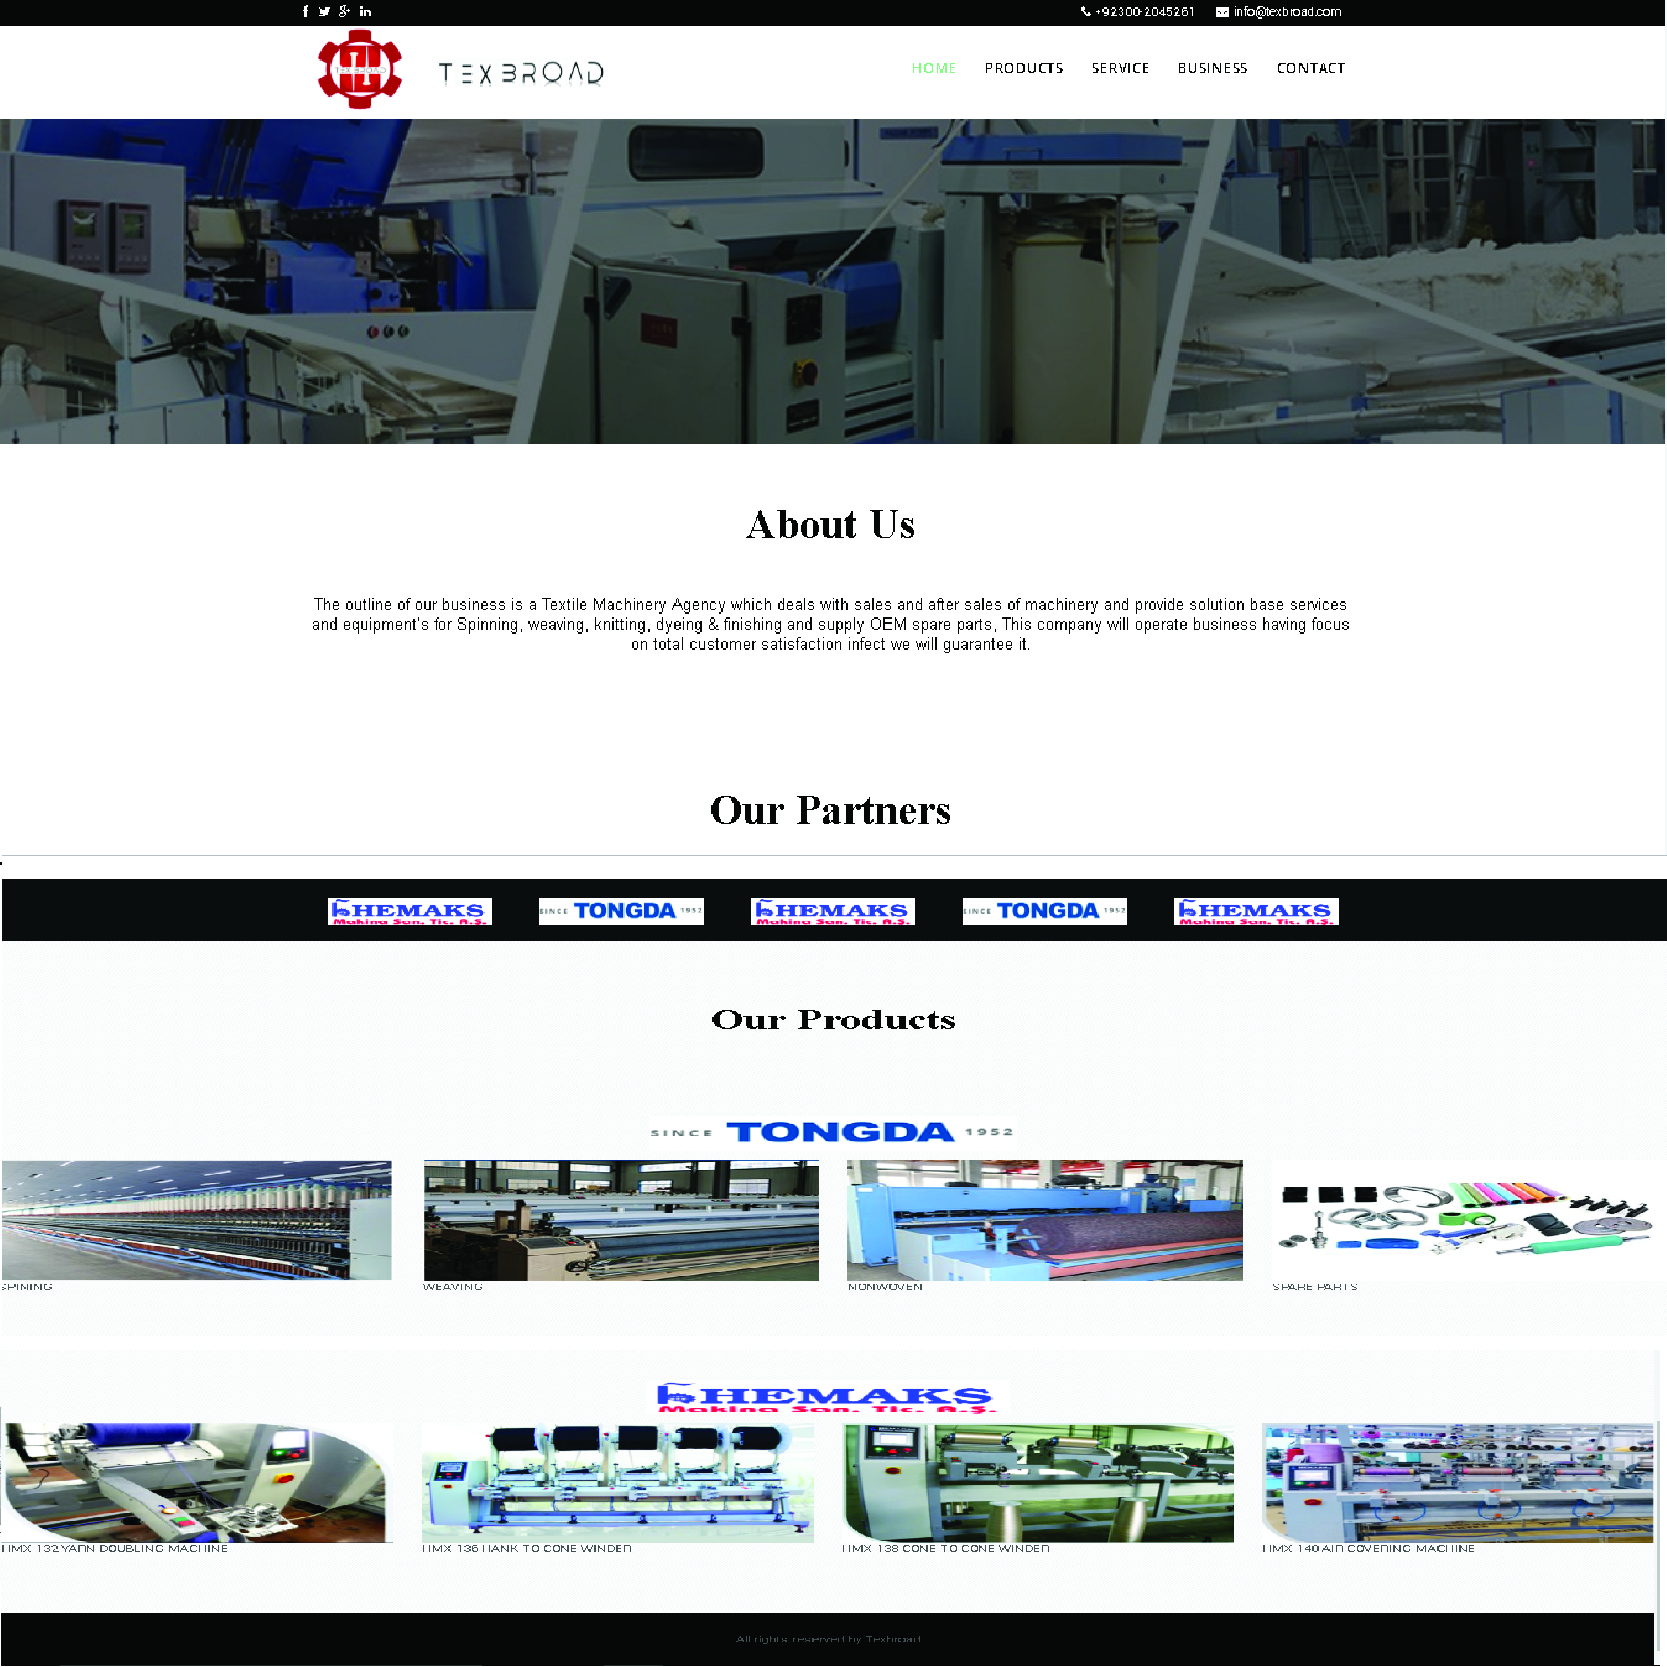 +92300-2045261 info@texbroad.com
TEX BROAD
TEXBROAD
HOME PRODUCTS SERVICE BUSINESS CONTACT
About Us
The outline of our business is a Textile Machinery Agency which deals with sales and after sales of machinery and provide solution base services
and equipment's for Spinning, weaving, knitting, dyeing & finishing and supply OEM spare parts, This company will operate business having focus
on total customer satisfaction infect we will guarantee it.
Our Partners
HEMAKS
Makina San. Tic. A.Ş.
SINCE TONGDA 1952
HEMAKS
Makina San. Tic. A.Ş.
SINCE TONGDA 1952
HEMAKS
Makina San. Tic. A.Ş.
Our Products
SINCE TONGDA 1952
SPINING WEAVING NONWOVEN SPARE PARTS
HEMAKS
Makina San. Tic. A.Ş.
HMX 132 YARN DOUBLING MACHINE HMX 136 HANK TO CONE WINDER HMX 138 CONE TO CONE WINDER HMX 140 AIR COVERING MACHINE
All rights reserved by Texbroad